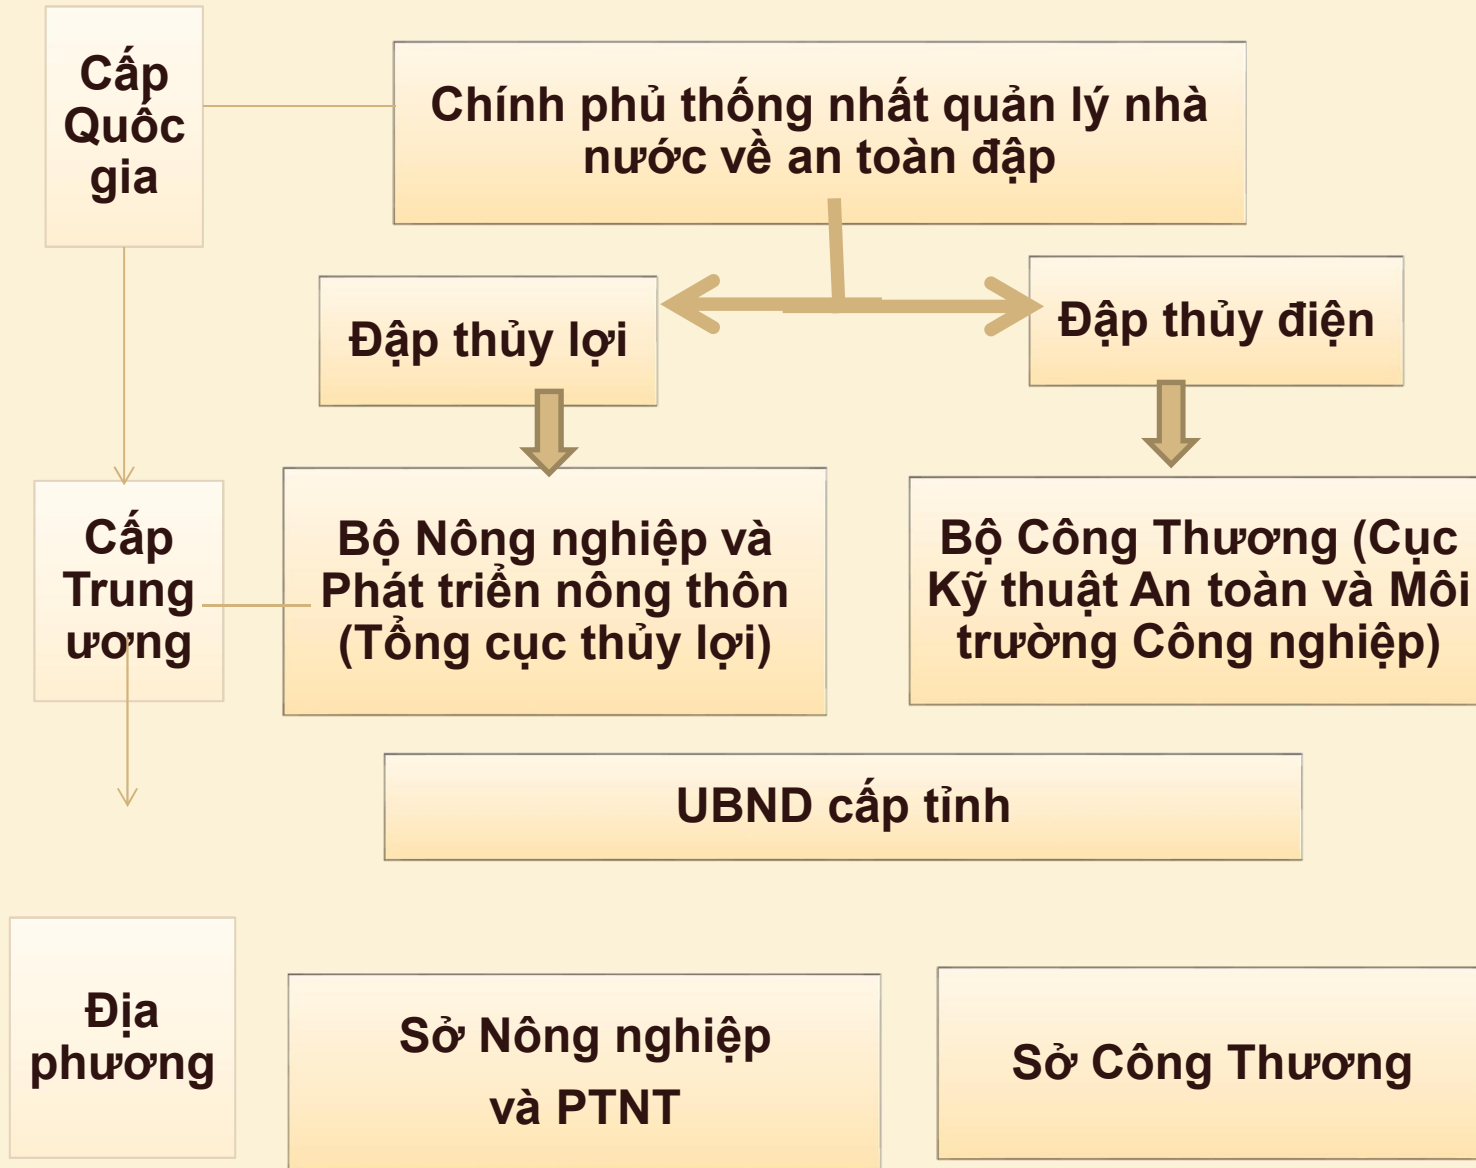 Cấp
Quốc
gia
Chính phủ thống nhất quản lý nhà
nước về an toàn đập
Đập thủy lợi
Đập thủy điện
Cấp
Trung
ương
Bộ Nông nghiệp và
Phát triển nông thôn
(Tổng cục thủy lợi)
Bộ Công Thương (Cục
Kỹ thuật An toàn và Môi
trường Công nghiệp)
UBND cấp tỉnh
Địa
phương
Sở Nông nghiệp
và PTNT
Sở Công Thương